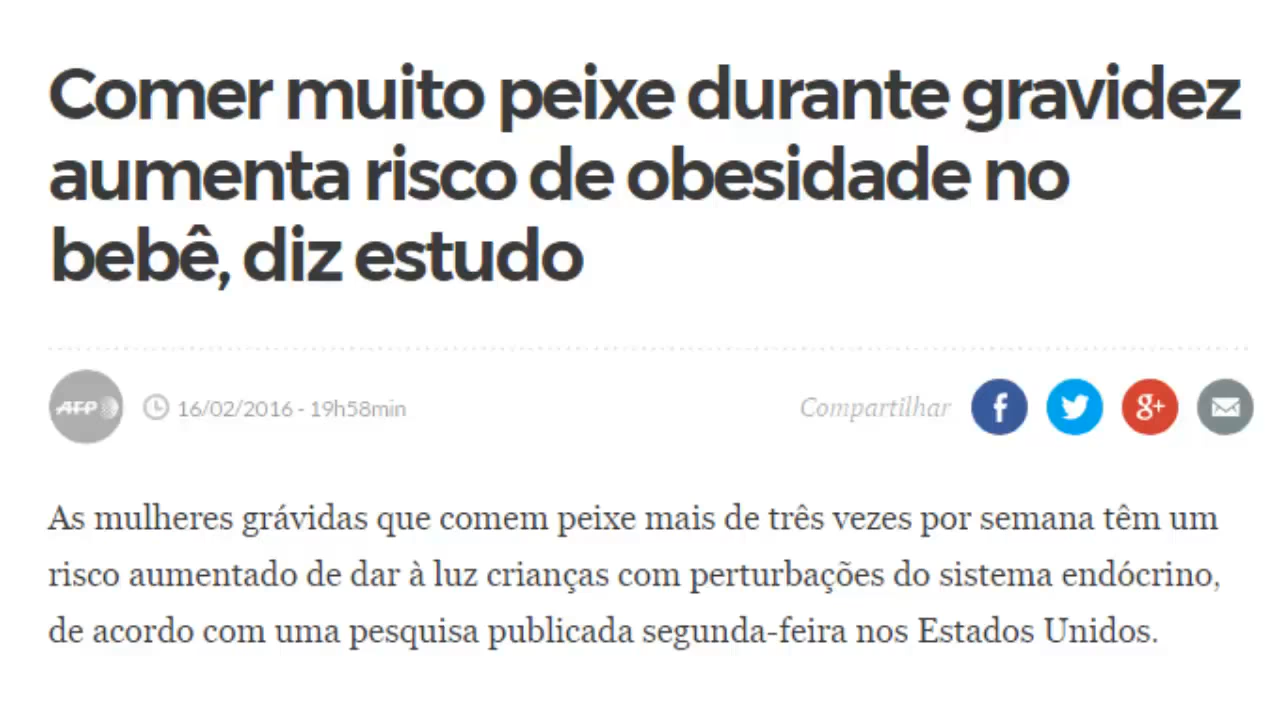 Comer muito peixe durante gravidez
aumenta risco de obesidade no
bebê, diz estudo
AFP
16/02/2016 - 19h58min
Compartilhar
f
g+
As mulheres grávidas que comem peixe mais de três vezes por semana têm um
risco aumentado de dar à luz crianças com perturbações do sistema endócrino,
de acordo com uma pesquisa publicada segunda-feira nos Estados Unidos.